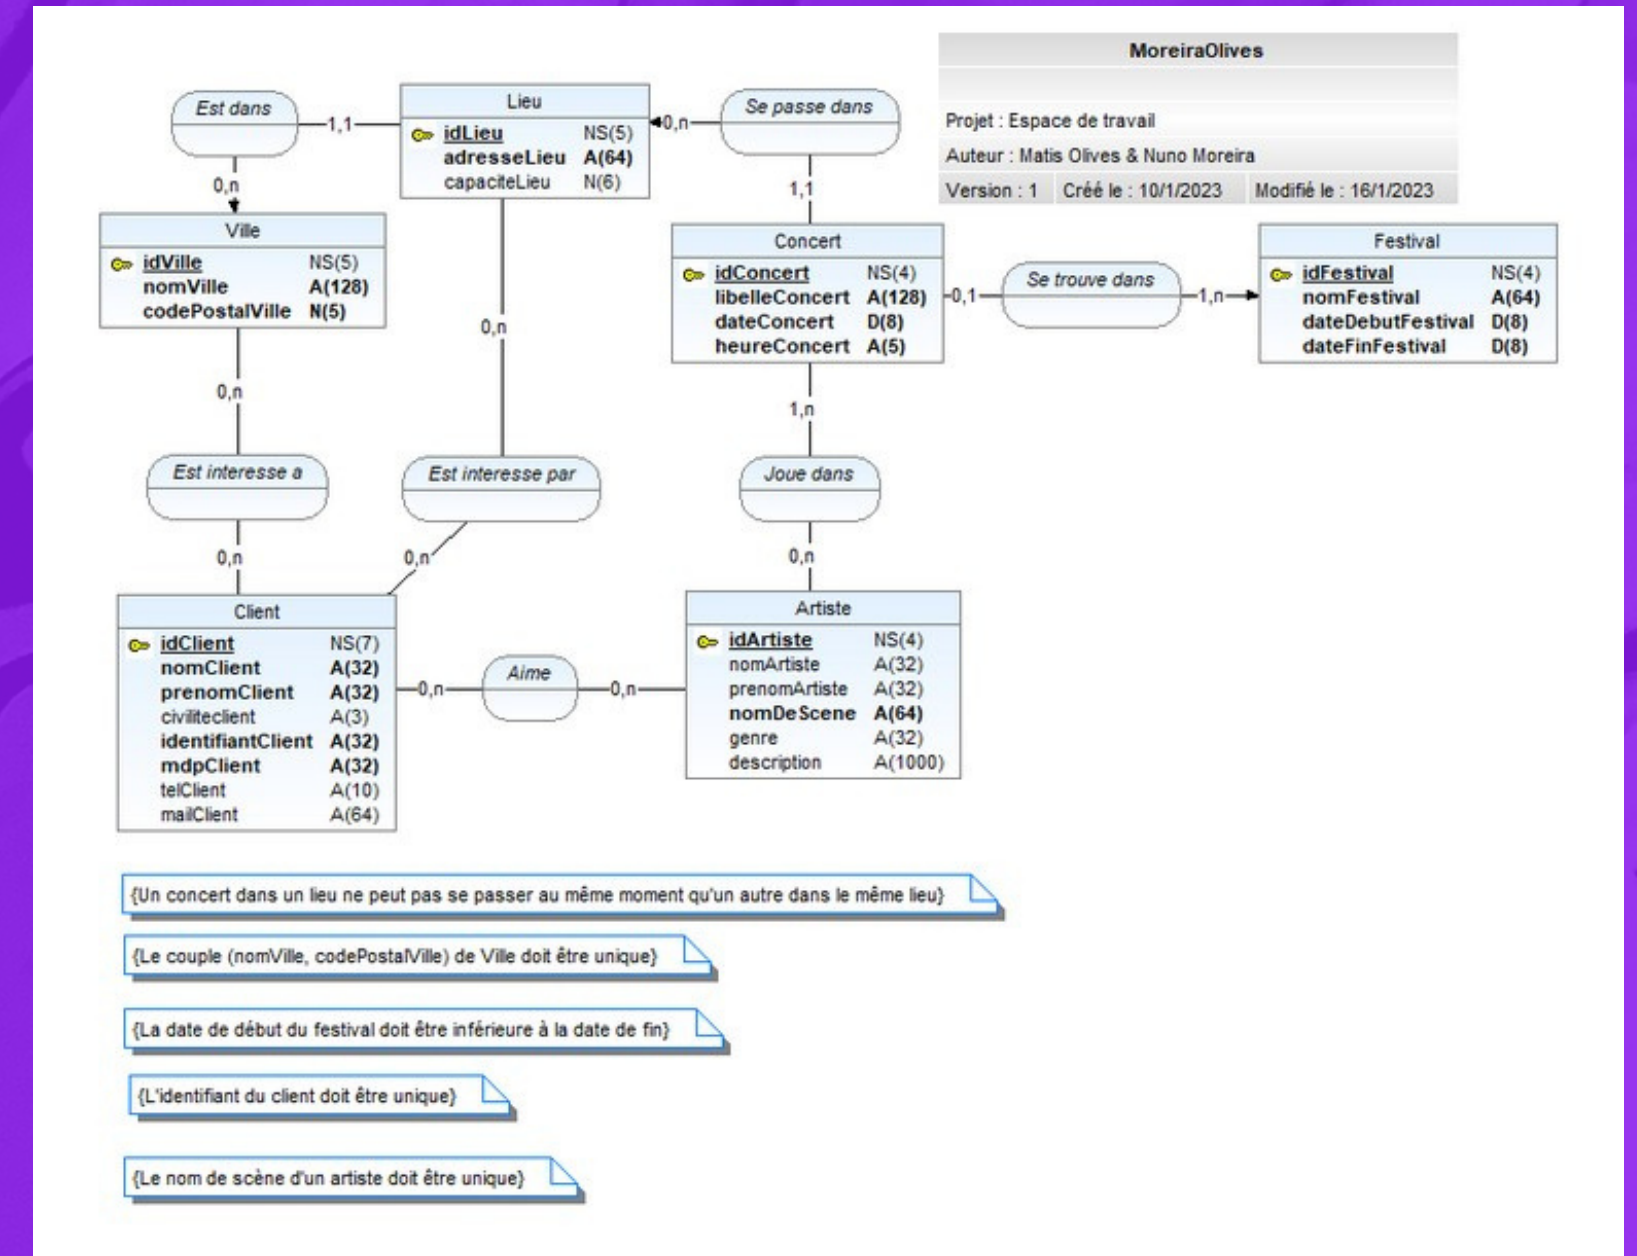 MoreiraOlives
Projet : Espace de travail
Auteur : Matis Olives & Nuno Moreira
Version : 1 Créé le : 10/1/2023 Modifié le : 16/1/2023
Est dans
1,1
0,n
Lieu
idLieu NS(5)
adresseLieu A(64)
capaciteLieu N(6)
0,n
Se passe dans
1,1
Ville
idVille NS(5)
nomVille A(128)
codePostalVille N(5)
Concert
idConcert NS(4)
libelleConcert A(128)
dateConcert D(8)
heureConcert A(5)
0,1
Se trouve dans
1,n
Festival
idFestival NS(4)
nomFestival A(64)
dateDebutFestival D(8)
dateFinFestival D(8)
0,n
0,n
1,n
Est interesse a
Est interesse par
Joue dans
0,n
0,n
0,n
Client
idClient NS(7)
nomClient A(32)
prenomClient A(32)
civiliteclient A(3)
identifiantClient A(32)
mdpClient A(32)
telClient A(10)
mailClient A(64)
0,n
Aime
0,n
Artiste
idArtiste NS(4)
nomArtiste A(32)
prenomArtiste A(32)
nomDeScene A(64)
genre A(32)
description A(1000)
{Un concert dans un lieu ne peut pas se passer au même moment qu'un autre dans le même lieu}
{Le couple (nomVille, codePostalVille) de Ville doit être unique}
{La date de début du festival doit être inférieure à la date de fin}
{L'identifiant du client doit être unique}
{Le nom de scène d'un artiste doit être unique}